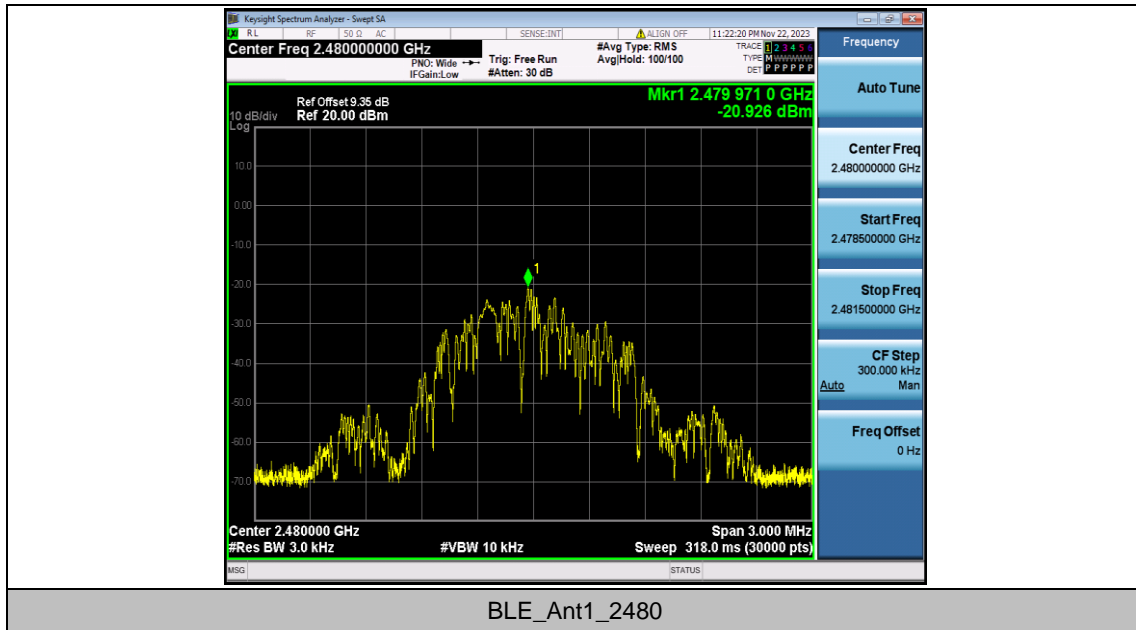 Keysight Spectrum Analyzer - Swept SA
RL RF 50 Ω AC SENSE:INT ALIGN OFF 11:22:20 PM Nov 22, 2023
Center Freq 2.480000000 GHz
PNO: Wide
IFGain:Low
Trig: Free Run
#Atten: 30 dB
#Avg Type: RMS
Avg|Hold: 100/100
TRACE 1 2 3 4 5 6
TYPE M WWWWW
DET P P P P P P
Mkr1 2.479 971 0 GHz
-20.926 dBm
Ref Offset 9.35 dB
10 dB/div Ref 20.00 dBm
Log
10.0
0.00
-10.0
-20.0
-30.0
-40.0
-50.0
-60.0
-70.0
1
Center 2.480000 GHz Span 3.000 MHz
#Res BW 3.0 kHz #VBW 10 kHz Sweep 318.0 ms (30000 pts)
MSG STATUS
Frequency
Auto Tune
Center Freq
2.480000000 GHz
Start Freq
2.478500000 GHz
Stop Freq
2.481500000 GHz
CF Step
300.000 kHz
Auto Man
Freq Offset
0 Hz
BLE_Ant1_2480